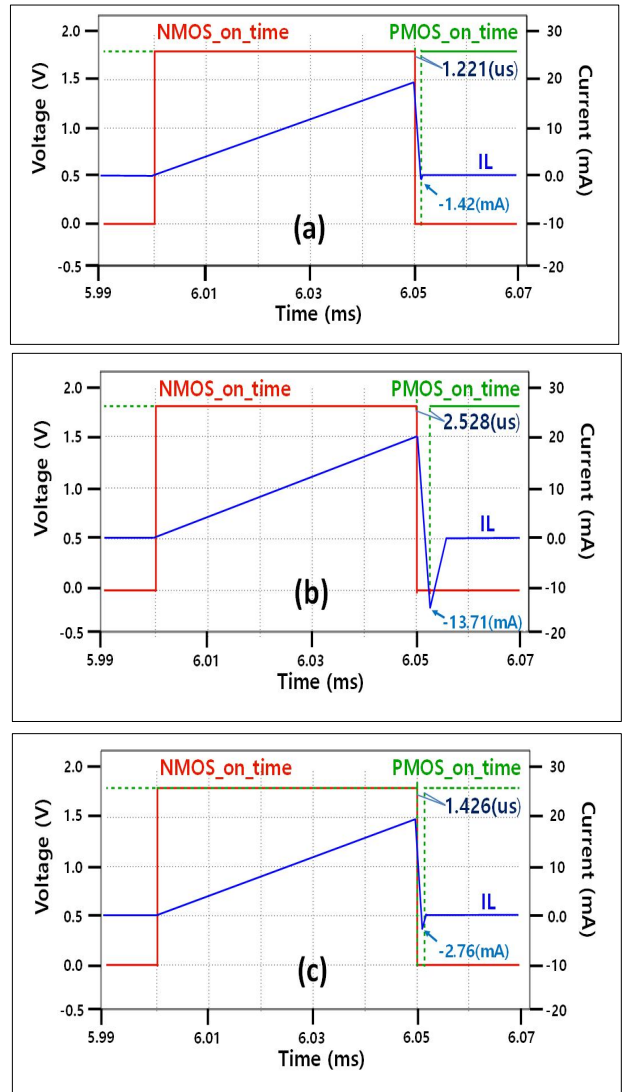 NMOS_on_time PMOS_on_time
1.221(us)
IL
-1.42(mA)
(a)
Voltage (V)
2.0
1.5
1.0
0.5
0.0
-0.5
Current (mA)
30
20
10
0.0
-10
-20
5.99 6.01 6.03 6.05 6.07
Time (ms)
NMOS_on_time PMOS_on_time
2.528(us)
IL
-13.71(mA)
(b)
Voltage (V)
2.0
1.5
1.0
0.5
0.0
-0.5
Current (mA)
30
20
10
0.0
-10
-20
5.99 6.01 6.03 6.05 6.07
Time (ms)
NMOS_on_time PMOS_on_time
1.426(us)
IL
-2.76(mA)
(c)
Voltage (V)
2.0
1.5
1.0
0.5
0.0
-0.5
Current (mA)
30
20
10
0.0
-10
-20
5.99 6.01 6.03 6.05 6.07
Time (ms)